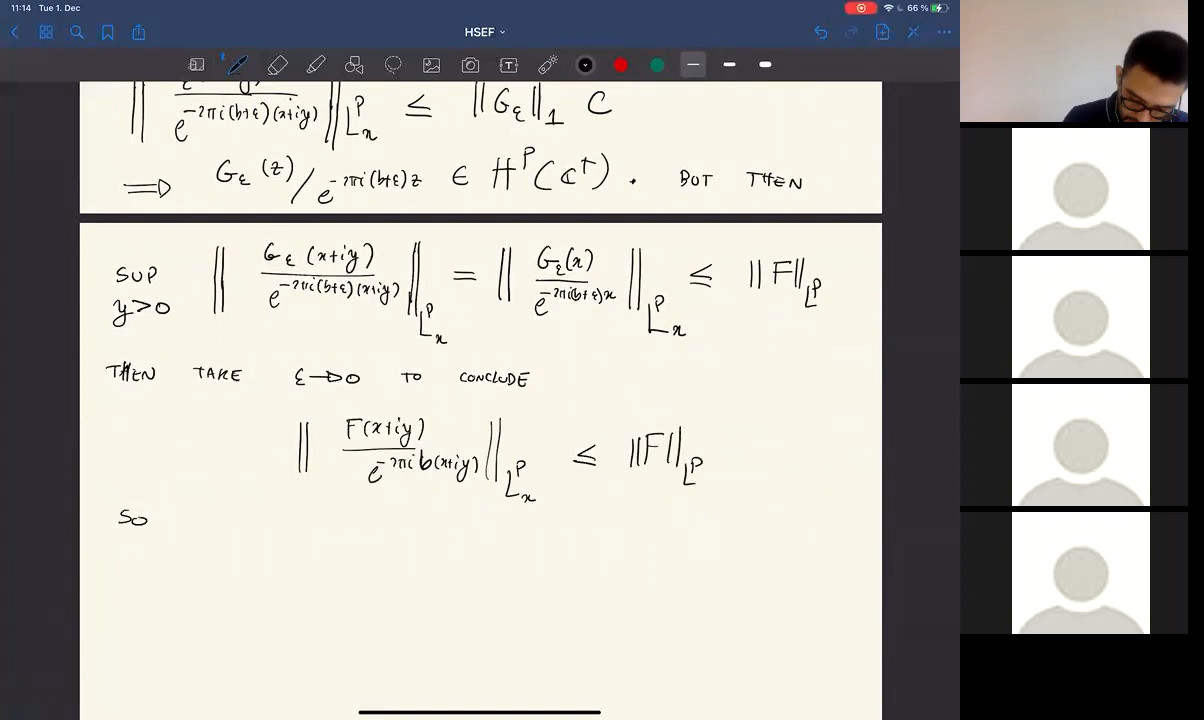 11:14 Tue 1. Dec
66 %
HSEF
‖ / e^{-2πi(b+ε)(x+iy)} ‖_{L^P_x} ≤ ‖G_ε‖_1 C
⟹ G_ε(z)/e^{-2πi(b+ε)z} ∈ H^P(ℂ^+). BUT THEN
SUP y>0 ‖ G_ε(x+iy) / e^{-2πi(b+ε)(x+iy)} ‖_{L^P_x} = ‖ G_ε(x) / e^{-2πi(b+ε)x} ‖_{L^P_x} ≤ ‖F‖_{L^P}
THEN TAKE ε→0 TO CONCLUDE
‖ F(x+iy) / e^{-2πib(x+iy)} ‖_{L^P_x} ≤ ‖F‖_{L^P}
SO